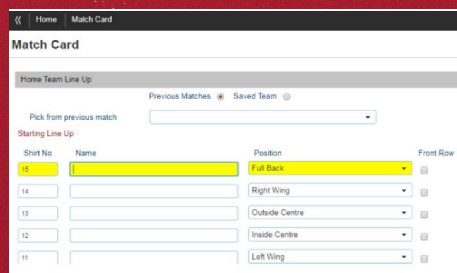 Home Match Card
Match Card
Home Team Line Up
Previous Matches Saved Team
Pick from previous match
Starting Line Up
Shirt No Name Position Front Row
15 Full Back
14 Right Wing
13 Outside Centre
12 Inside Centre
11 Left Wing